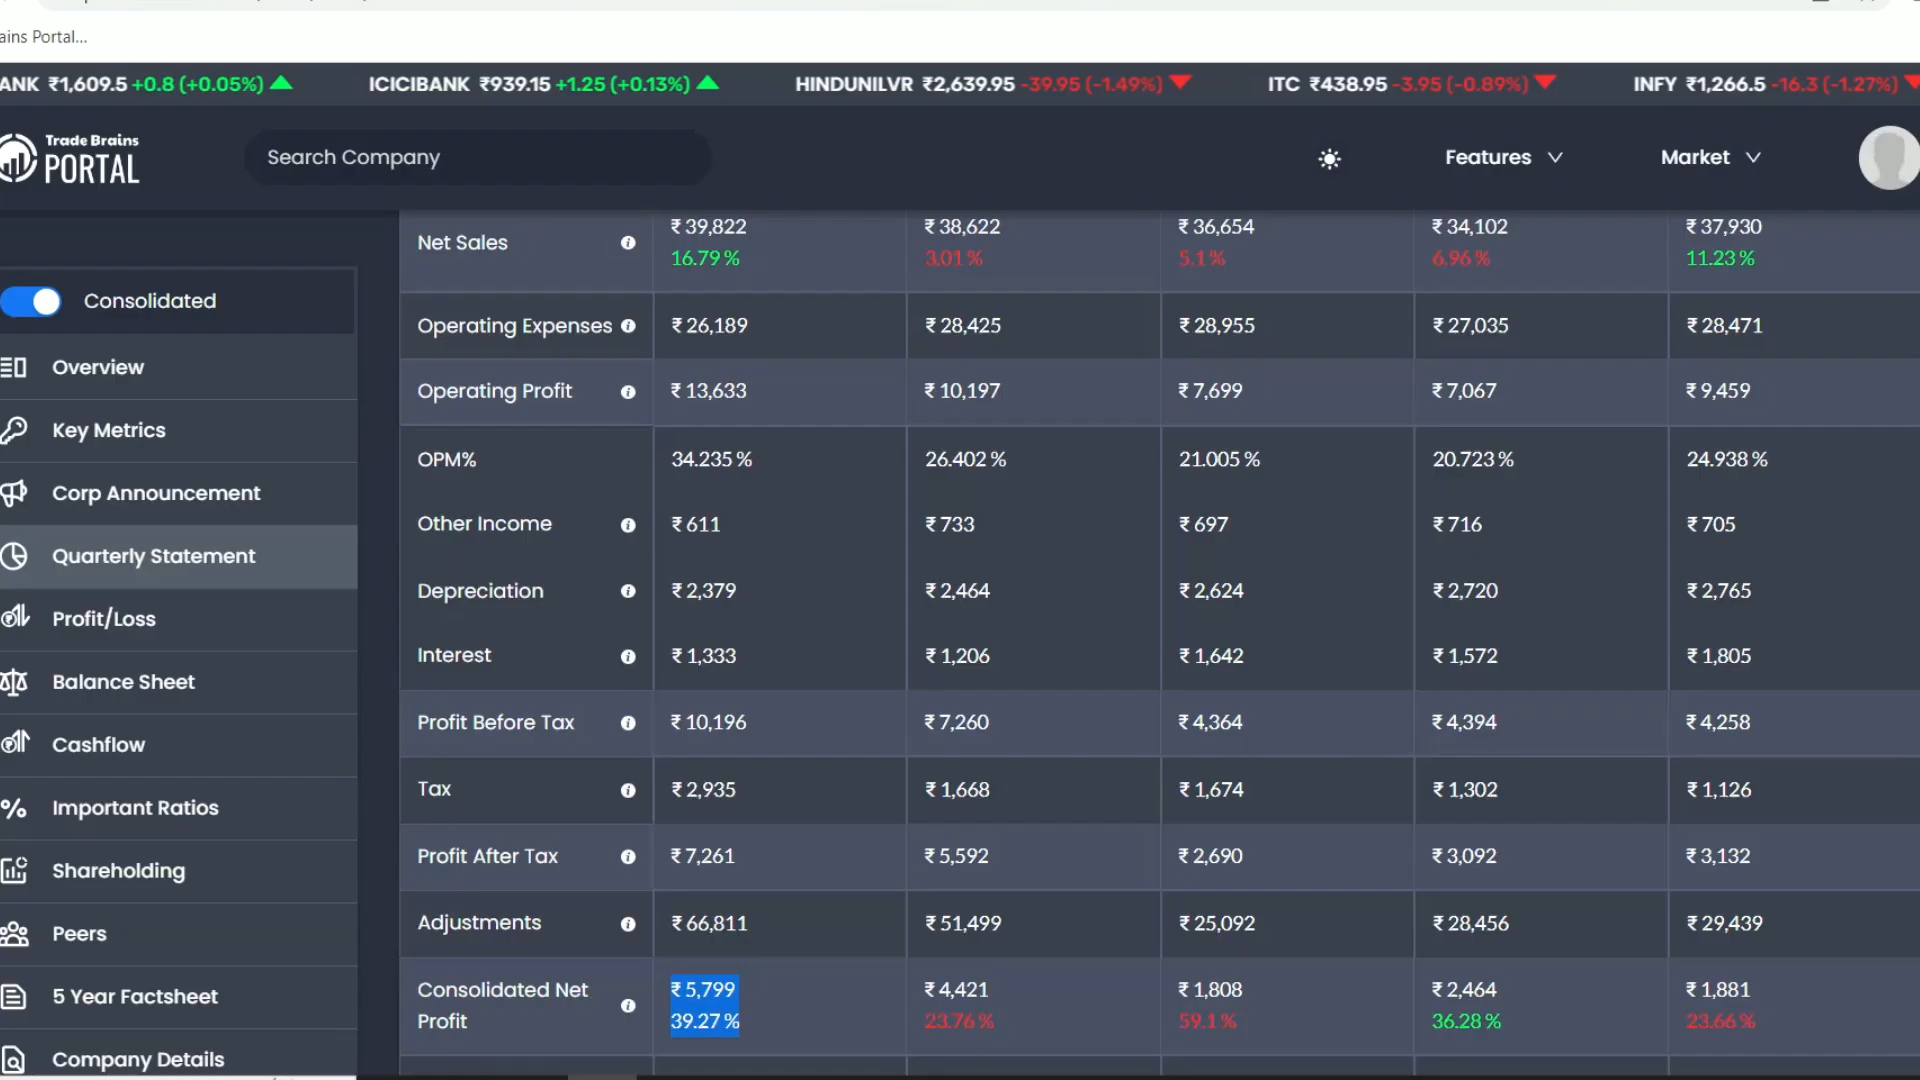 ains Portal...
ANK ₹1,609.5 +0.8 (+0.05%) ICICIBANK ₹939.15 +1.25 (+0.13%) HINDUNILVR ₹2,639.95 -39.95 (-1.49%) ITC ₹438.95 -3.95 (-0.89%) INFY ₹1,266.5 -16.3 (-1.27%)
Trade Brains
PORTAL
Search Company
Features
Market
Consolidated
Overview
Key Metrics
Corp Announcement
Quarterly Statement
Profit/Loss
Balance Sheet
Cashflow
Important Ratios
Shareholding
Peers
5 Year Factsheet
Company Details
Net Sales ₹ 39,822 ₹ 38,622 ₹ 36,654 ₹ 34,102 ₹ 37,930
16.79 % 3.01 % 5.1 % 6.96 % 11.23 %
Operating Expenses ₹ 26,189 ₹ 28,425 ₹ 28,955 ₹ 27,035 ₹ 28,471
Operating Profit ₹ 13,633 ₹ 10,197 ₹ 7,699 ₹ 7,067 ₹ 9,459
OPM% 34.235 % 26.402 % 21.005 % 20.723 % 24.938 %
Other Income ₹ 611 ₹ 733 ₹ 697 ₹ 716 ₹ 705
Depreciation ₹ 2,379 ₹ 2,464 ₹ 2,624 ₹ 2,720 ₹ 2,765
Interest ₹ 1,333 ₹ 1,206 ₹ 1,642 ₹ 1,572 ₹ 1,805
Profit Before Tax ₹ 10,196 ₹ 7,260 ₹ 4,364 ₹ 4,394 ₹ 4,258
Tax ₹ 2,935 ₹ 1,668 ₹ 1,674 ₹ 1,302 ₹ 1,126
Profit After Tax ₹ 7,261 ₹ 5,592 ₹ 2,690 ₹ 3,092 ₹ 3,132
Adjustments ₹ 66,811 ₹ 51,499 ₹ 25,092 ₹ 28,456 ₹ 29,439
Consolidated Net ₹ 5,799 ₹ 4,421 ₹ 1,808 ₹ 2,464 ₹ 1,881
Profit 39.27 % 23.76 % 59.1 % 36.28 % 23.66 %